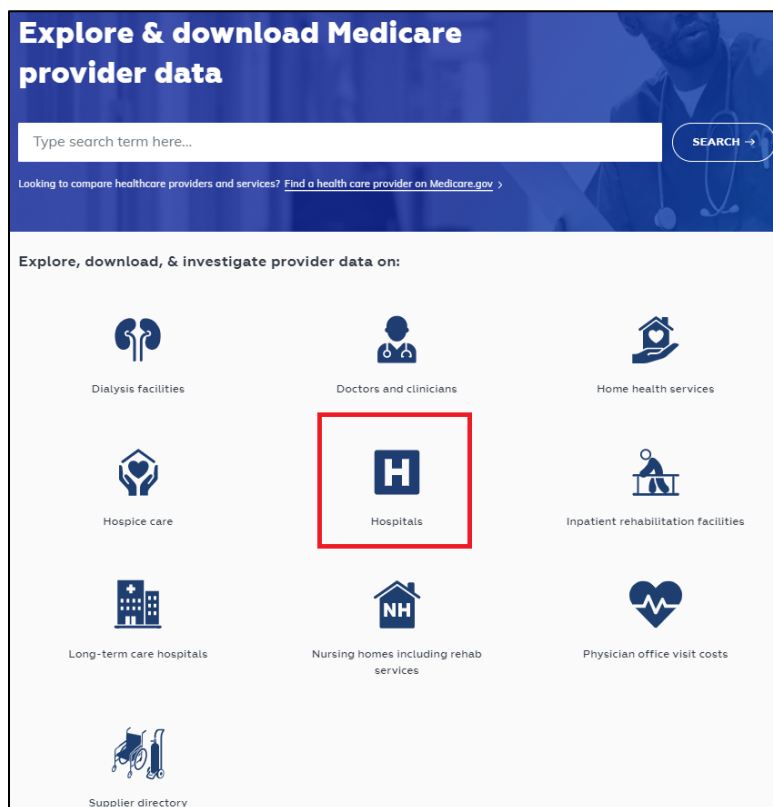 Explore & download Medicare
provider data
Type search term here...
SEARCH →
Looking to compare healthcare providers and services? Find a health care provider on Medicare.gov >
Explore, download, & investigate provider data on:
Dialysis facilities
Doctors and clinicians
Home health services
Hospice care
H
Hospitals
Inpatient rehabilitation facilities
Long-term care hospitals
NH
Nursing homes including rehab
services
Physician office visit costs
Supplier directory